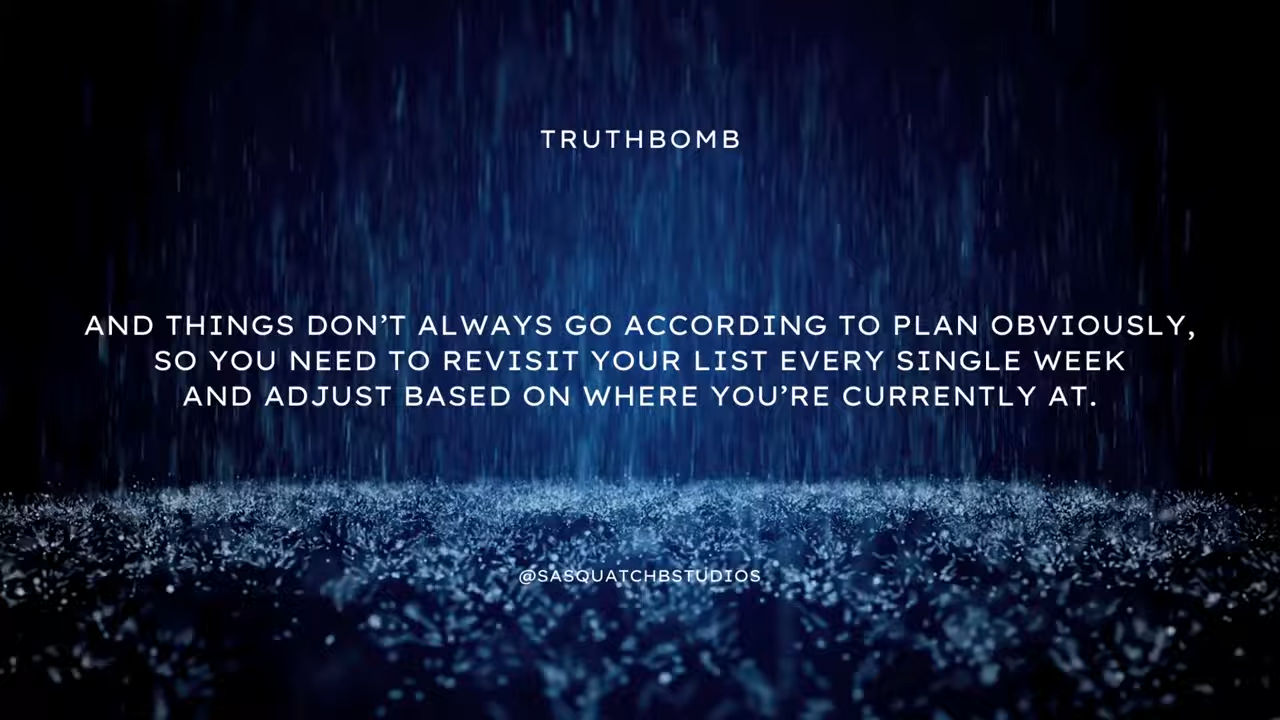 TRUTHBOMB
AND THINGS DON’T ALWAYS GO ACCORDING TO PLAN OBVIOUSLY,
SO YOU NEED TO REVISIT YOUR LIST EVERY SINGLE WEEK
AND ADJUST BASED ON WHERE YOU’RE CURRENTLY AT.
@SASQUATCHBSTUDIOS